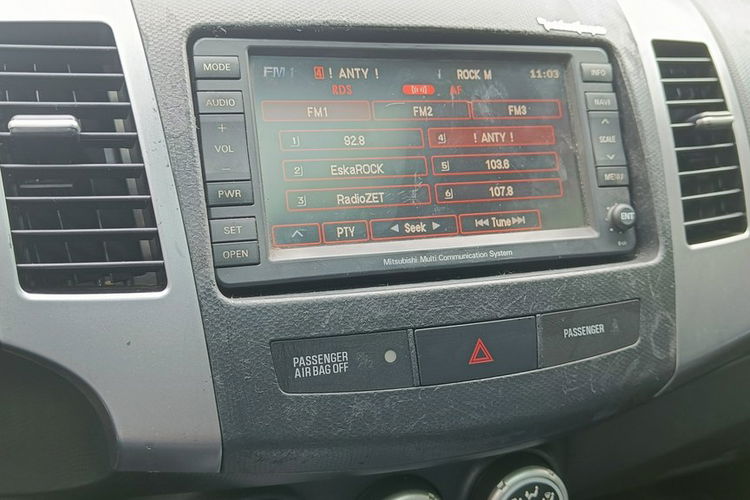 MODE
AUDIO
+
VOL
−
PWR
SET
OPEN
FM 1 4 ! ANTY ! i ROCK M 11:03
RDS AF
FM1 FM2 FM3
1 92.8 4 ! ANTY !
2 EskaROCK 5 103.6
3 RadioZET 6 107.8
PTY ◀ Seek ▶ |◀◀ Tune ▶▶|
Mitsubishi Multi Communication System
INFO
NAVI
SCALE
MENU
ENT
PASSENGER
AIR BAG OFF
PASSENGER